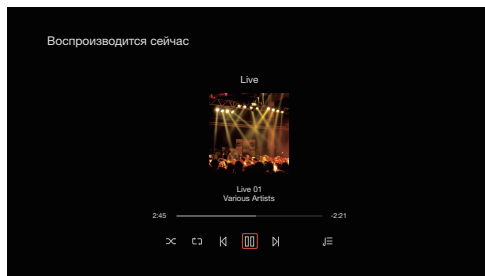 Воспроизводится сейчас
Live
Live 01
Various Artists
2:45
-2:21